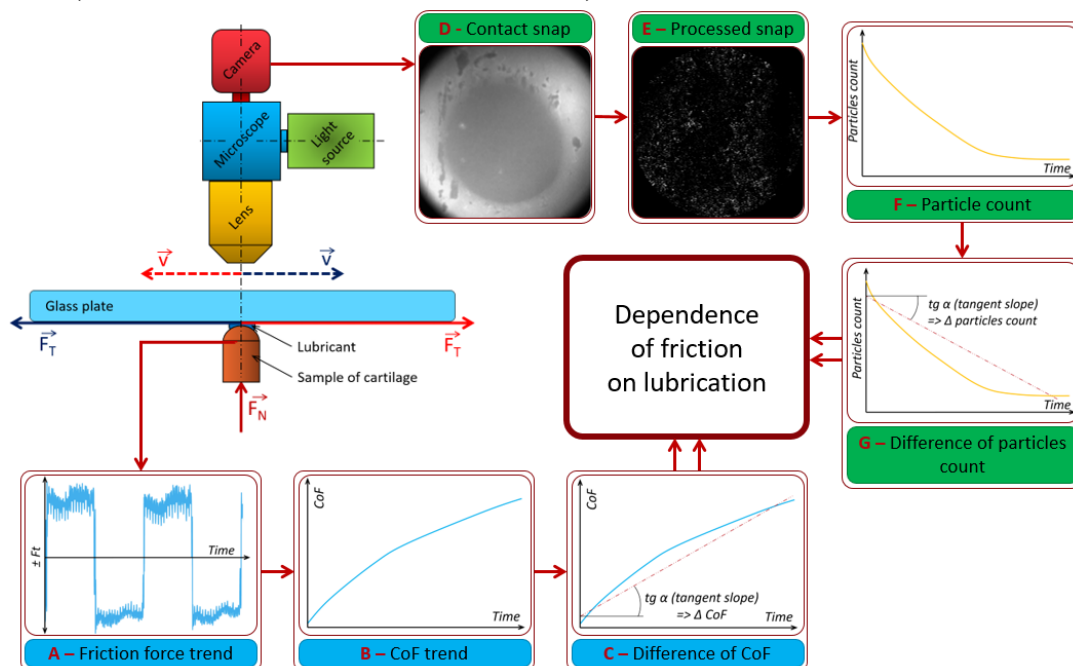 D - Contact snap
E – Processed snap
Camera
Microscope
Light
source
Lens
Particles count
Time
F – Particle count
v
v
Glass plate
F_T
F_T
Lubricant
Sample of cartilage
F_N
Dependence
of friction
on lubrication
Particles count
tg α (tangent slope)
=> Δ particles count
Time
G – Difference of particles
count
± Ft
Time
A – Friction force trend
CoF
Time
B – CoF trend
CoF
tg α (tangent slope)
=> Δ CoF
Time
C – Difference of CoF